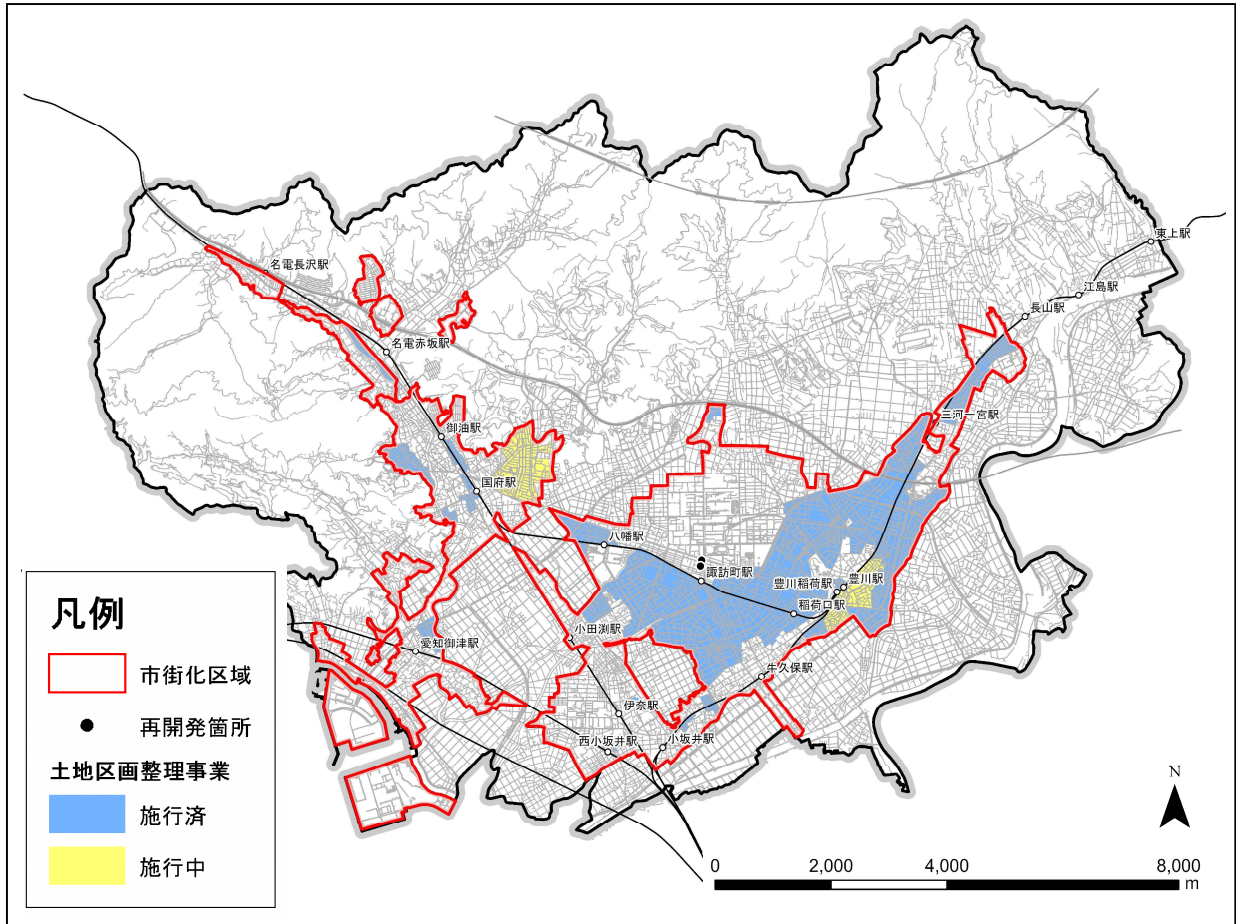 東上駅
江島駅
名電長沢駅
長山駅
名電赤坂駅
三河一宮駅
御油駅
国府駅
八幡駅
諏訪町駅
豊川稲荷駅
豊川駅
稲荷口駅
小田渕駅
愛知御津駅
牛久保駅
伊奈駅
西小坂井駅
小坂井駅
凡例
市街化区域
再開発箇所
土地区画整理事業
施行済
施行中
N
0 2,000 4,000 8,000
m